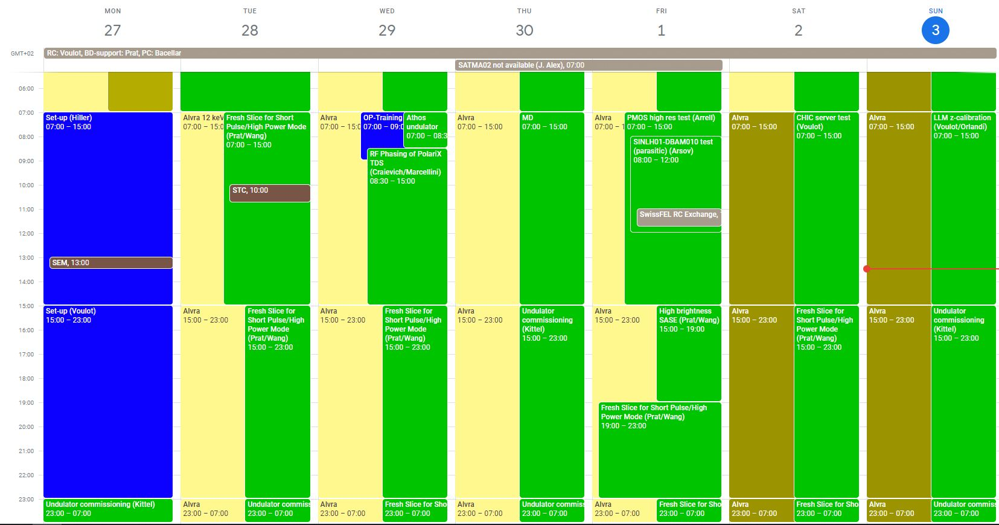 MON
TUE
WED
THU
FRI
SAT
SUN
27
28
29
30
1
2
3
GMT+02
RC: Voulot, BD-support: Prat, PC: Bacellar
SATMA02 not available (J. Alex), 07:00
06:00
07:00
08:00
09:00
10:00
11:00
12:00
13:00
14:00
15:00
16:00
17:00
18:00
19:00
20:00
21:00
22:00
23:00
Set-up (Hiller)
07:00 – 15:00
SEM, 13:00
Set-up (Voulot)
15:00 – 23:00
Undulator commissioning (Kittel)
23:00 – 07:00
Alvra 12 keV
07:00 – 15:0
Fresh Slice for Short
Pulse/High Power Mode
(Prat/Wang)
07:00 – 15:00
STC, 10:00
Alvra
15:00 – 23:00
Fresh Slice for
Short Pulse/High
Power Mode
(Prat/Wang)
15:00 – 23:00
Alvra
23:00 – 07:00
Undulator commiss
23:00 – 07:00
Alvra
07:00 – 15:0
OP-Training
07:00 – 09:0
Athos
undulator
07:00 – 08:3
RF Phasing of PolariX
TDS
(Craievich/Marcellini)
08:30 – 15:00
Alvra
15:00 – 23:00
Fresh Slice for
Short Pulse/High
Power Mode
(Prat/Wang)
15:00 – 23:00
Alvra
23:00 – 07:00
Fresh Slice for Sho
23:00 – 07:00
Alvra
07:00 – 15:00
MD
07:00 – 15:00
Alvra
15:00 – 23:00
Undulator
commissioning
(Kittel)
15:00 – 23:00
Alvra
23:00 – 07:00
Undulator commiss
23:00 – 07:00
Alvra
07:00 – 1
PMOS high res test (Arrell)
07:00 – 15:00
SINLH01-DBAM010 test
(parasitic) (Arsov)
08:00 – 12:00
SwissFEL RC Exchange,
Alvra
15:00 – 23:00
High brightness
SASE (Prat/Wang)
15:00 – 19:00
Fresh Slice for Short Pulse/High
Power Mode (Prat/Wang)
19:00 – 23:00
Alvra
23:00 – 07:00
Fresh Slice for Sho
23:00 – 07:00
Alvra
07:00 – 15:00
CHIC server test
(Voulot)
07:00 – 15:00
Alvra
15:00 – 23:00
Fresh Slice for
Short Pulse/High
Power Mode
(Prat/Wang)
15:00 – 23:00
Alvra
23:00 – 07:00
Fresh Slice for Sho
23:00 – 07:00
Alvra
07:00 – 15:00
LLM z-calibration
(Voulot/Orlandi)
07:00 – 15:00
Alvra
15:00 – 23:00
Undulator
commissioning
(Kittel)
15:00 – 23:00
Alvra
23:00 – 07:00
Undulator commiss
23:00 – 07:00